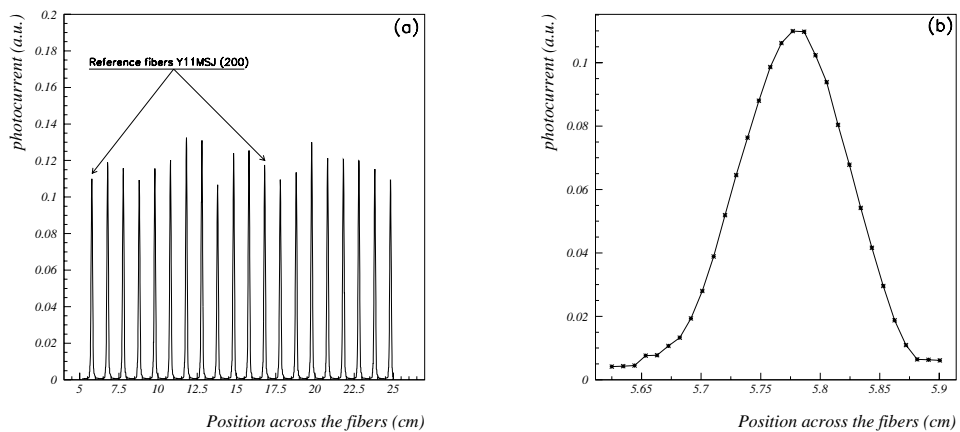 (a)
photocurrent (a.u.)
0.2
0.18
0.16
0.14
0.12
0.1
0.08
0.06
0.04
0.02
0
Reference fibers Y11MSJ (200)
5 7.5 10 12.5 15 17.5 20 22.5 25
Position across the fibers (cm)
(b)
photocurrent (a.u.)
0.1
0.08
0.06
0.04
0.02
0
5.65 5.7 5.75 5.8 5.85 5.9
Position across the fibers (cm)